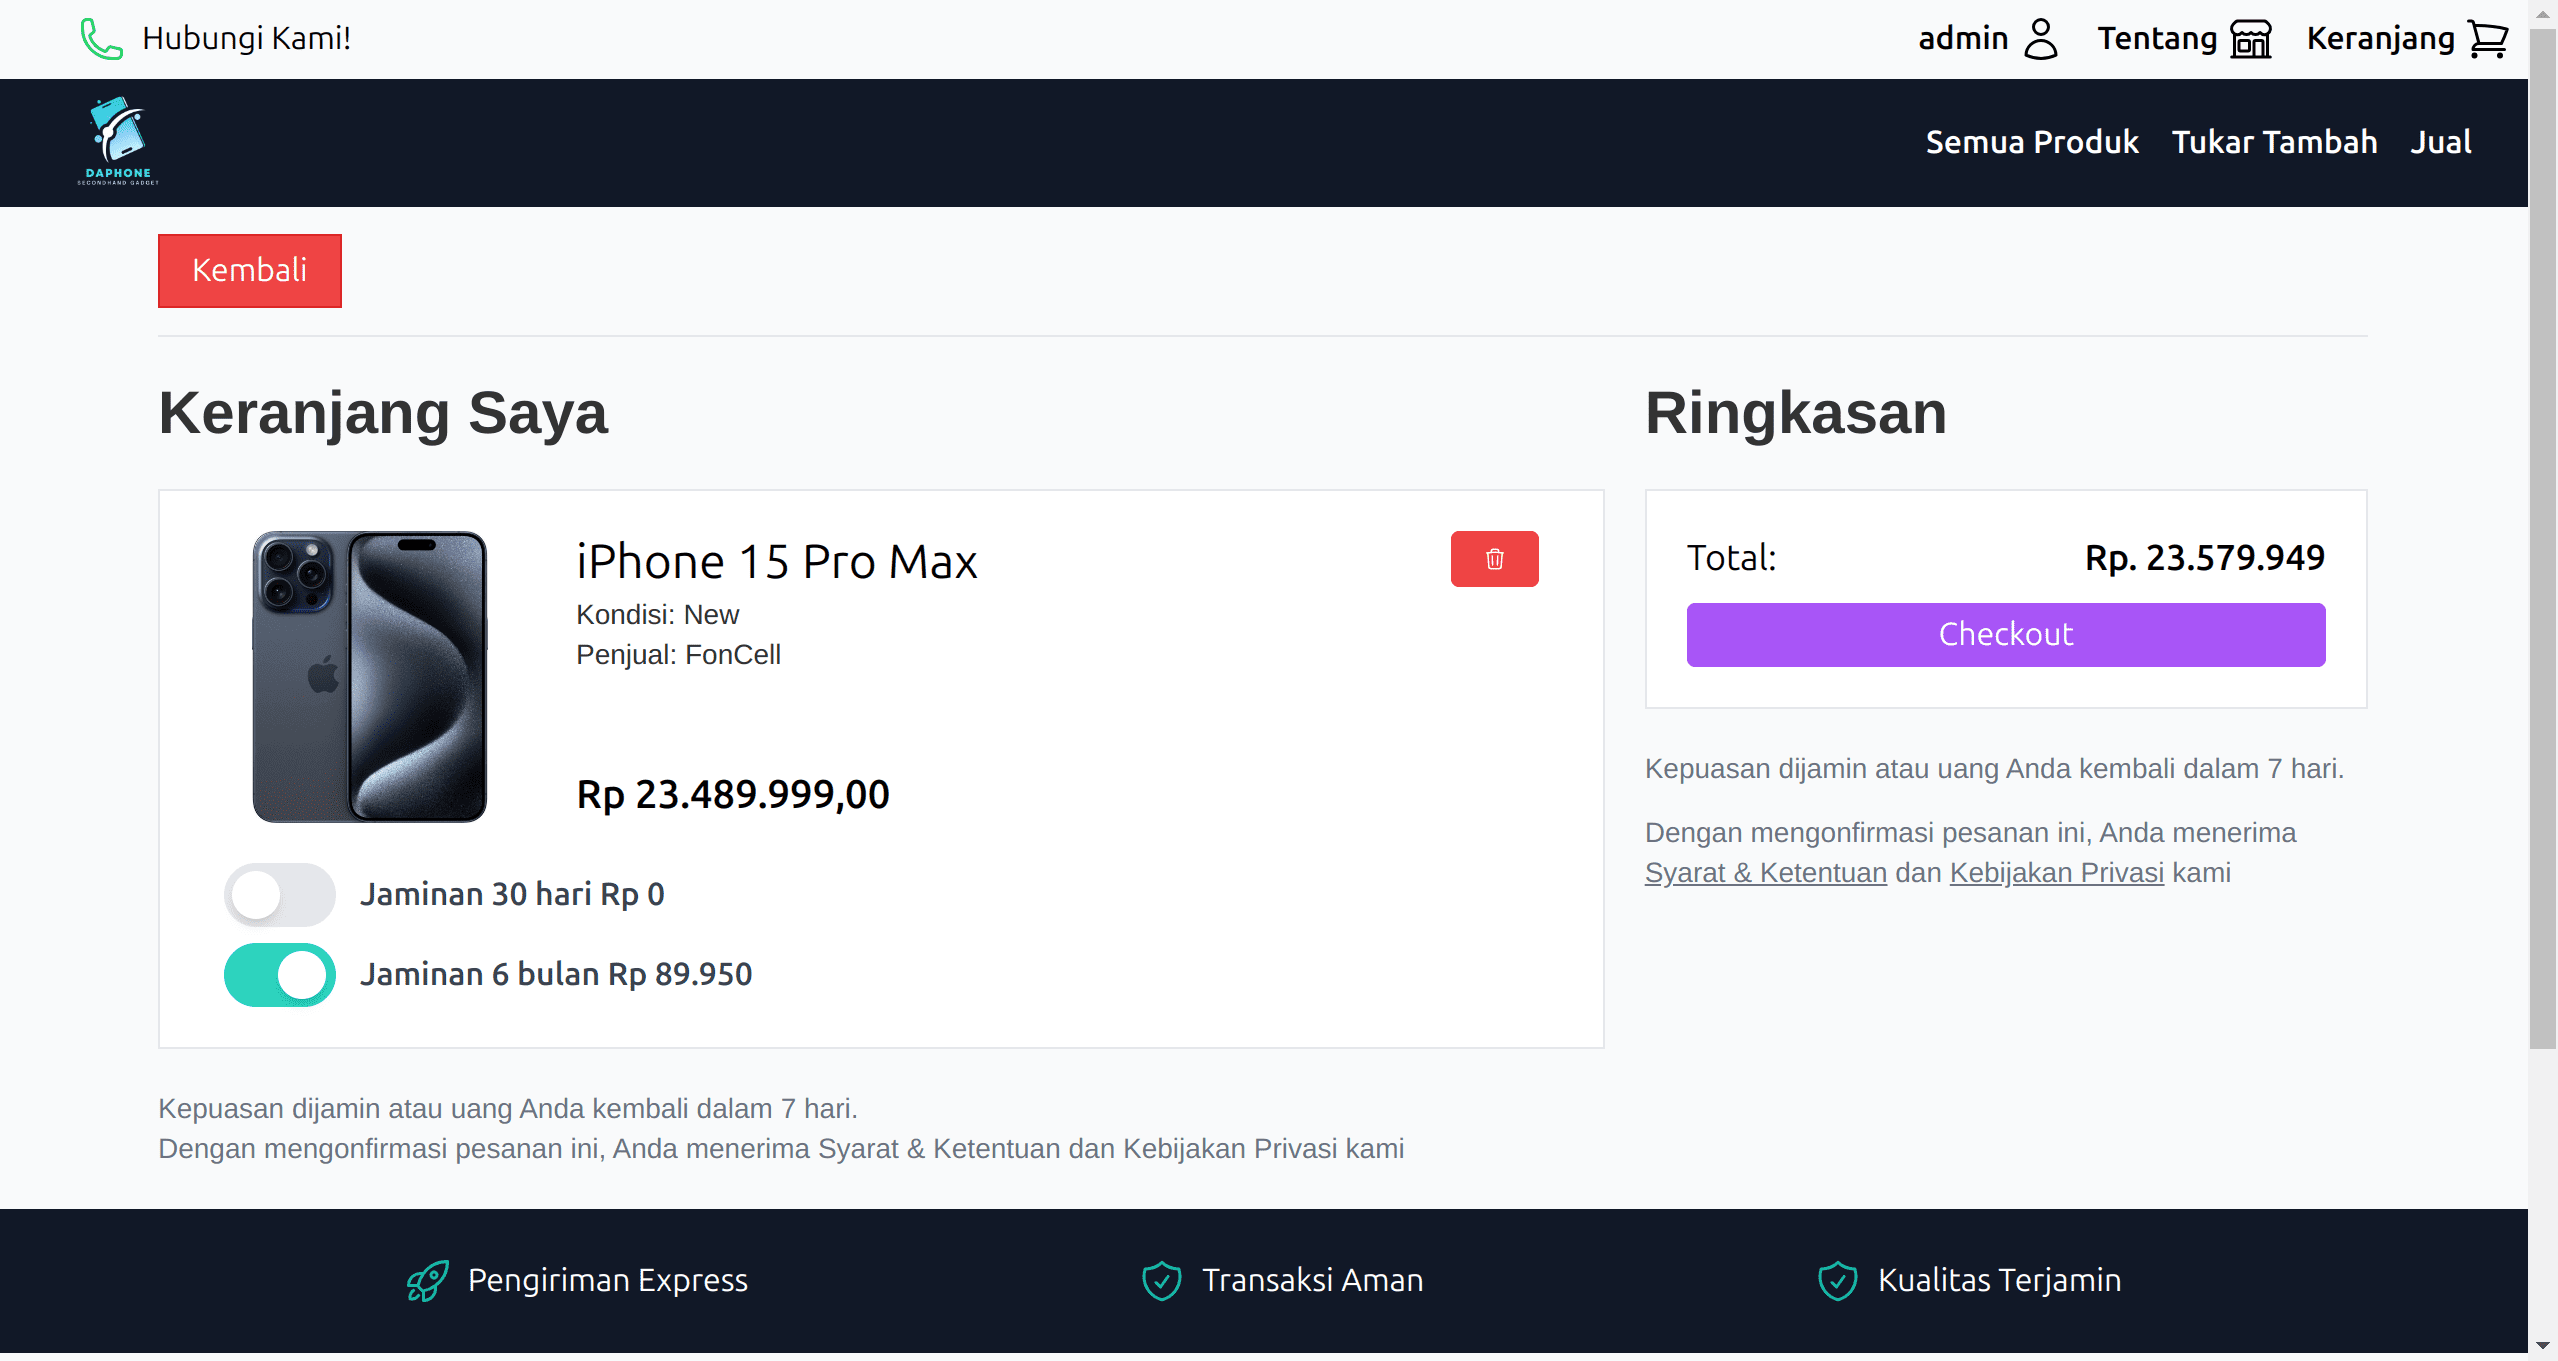 Hubungi Kami!
admin
Tentang
Keranjang
DAPHONE
SECONDHAND GADGET
Semua Produk
Tukar Tambah
Jual
Kembali
Keranjang Saya
iPhone 15 Pro Max
Kondisi: New
Penjual: FonCell
Rp 23.489.999,00
Jaminan 30 hari Rp 0
Jaminan 6 bulan Rp 89.950
Kepuasan dijamin atau uang Anda kembali dalam 7 hari.
Dengan mengonfirmasi pesanan ini, Anda menerima Syarat & Ketentuan dan Kebijakan Privasi kami
Ringkasan
Total:
Rp. 23.579.949
Checkout
Kepuasan dijamin atau uang Anda kembali dalam 7 hari.
Dengan mengonfirmasi pesanan ini, Anda menerima
Syarat & Ketentuan dan Kebijakan Privasi kami
Pengiriman Express
Transaksi Aman
Kualitas Terjamin